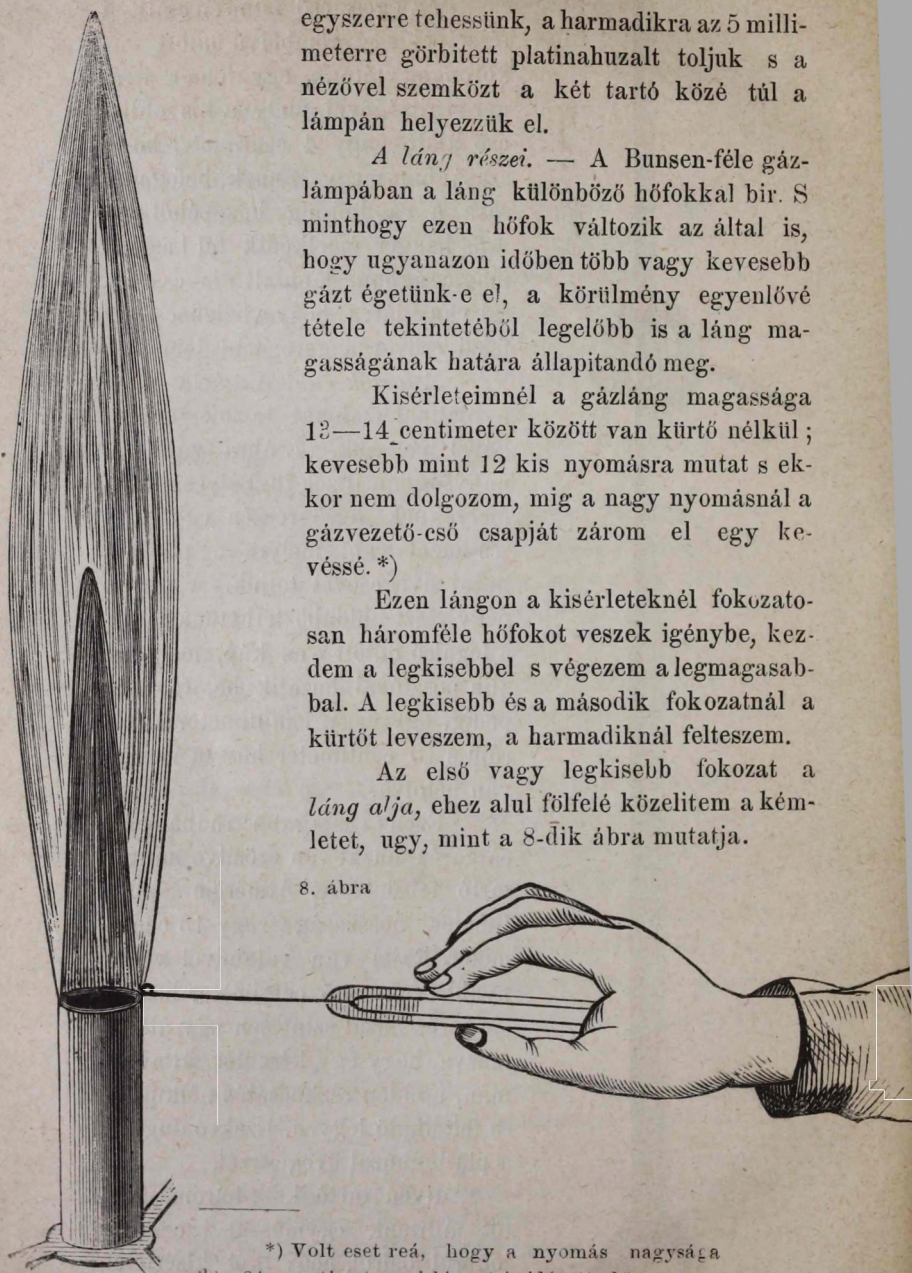 egyszerre tehessünk, a harmadikra az 5 milli-
meterre görbitett platinahuzalt toljuk s a
nézővel szemközt a két tartó közé túl a
lámpán helyezzük el.
A láng részei. — A Bunsen-féle gáz-
lámpában a láng különböző hőfokkal bir. S
minthogy ezen hőfok változik az által is,
hogy ugyanazon időben több vagy kevesebb
gázt égetünk-e el, a körülmény egyenlővé
tétele tekintetéből legelőbb is a láng ma-
gasságának határa állapitandó meg.
Kisérleteimnél a gázláng magassága
13—14 centimeter között van kürtő nélkül;
kevesebb mint 12 kis nyomásra mutat s ek-
kor nem dolgozom, mig a nagy nyomásnál a
gázvezető-cső csapját zárom el egy ke-
véssé. *)
Ezen lángon a kisérleteknél fokozato-
san háromféle hőfokot veszek igénybe, kez-
dem a legkisebbel s végezem a legmagasab-
bal. A legkisebb és a második fokozatnál a
kürtőt leveszem, a harmadiknál felteszem.
Az első vagy legkisebb fokozat a
láng alja, ehez alul fölfelé közelitem a kém-
letet, ugy, mint a 8-dik ábra mutatja.
8. ábra
*) Volt eset reá, hogy a nyomás nagysága